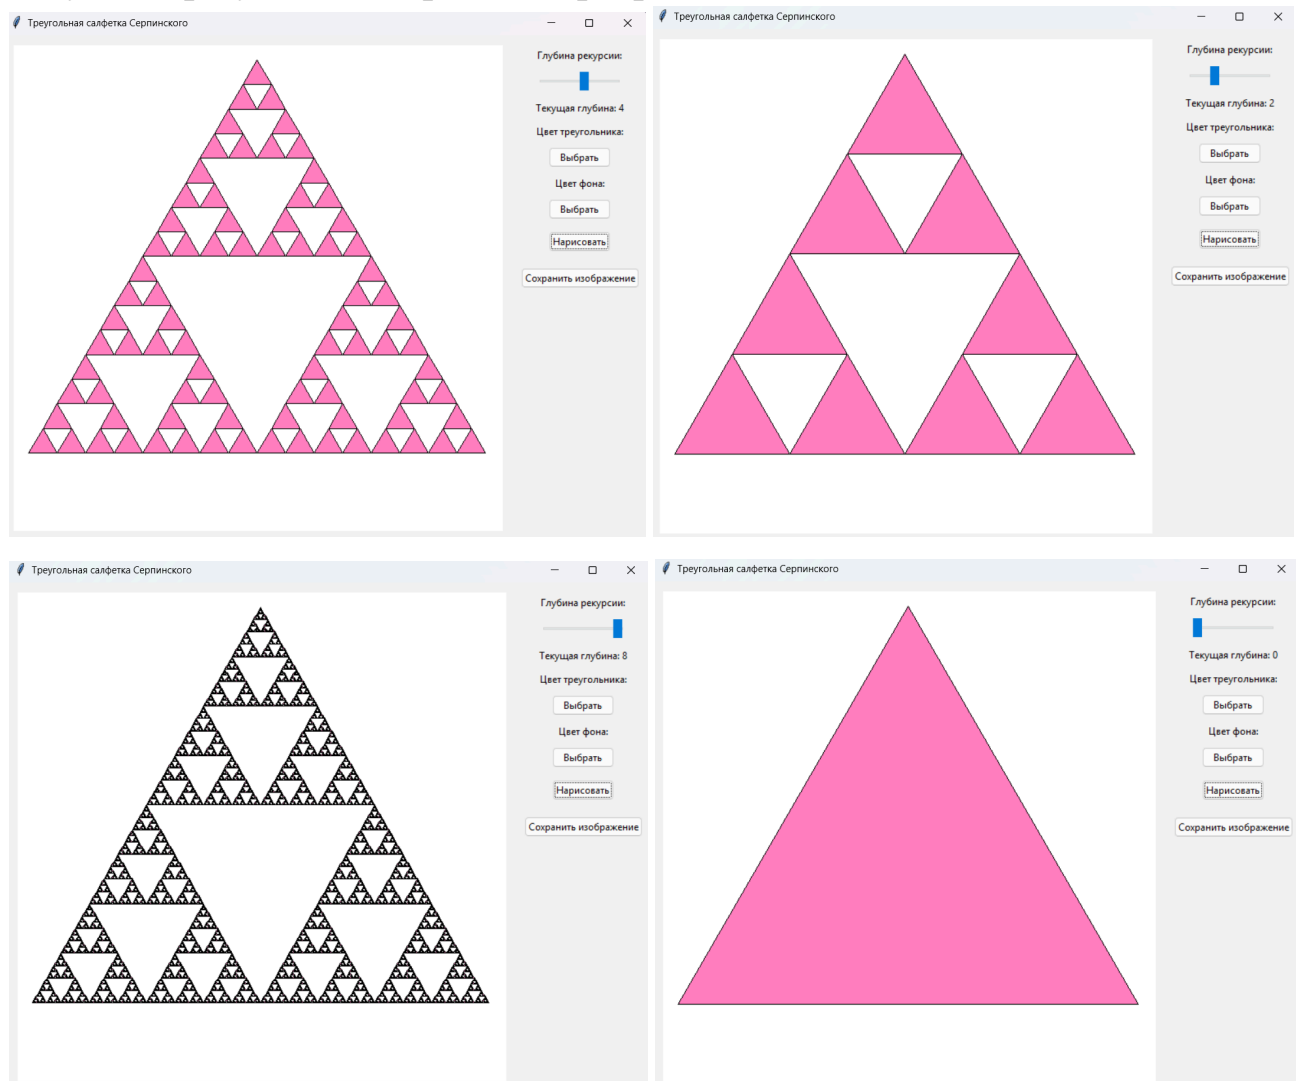 Треугольная салфетка Серпинского
Глубина рекурсии:
Текущая глубина: 4
Цвет треугольника:
Выбрать
Цвет фона:
Выбрать
Нарисовать
Сохранить изображение
Треугольная салфетка Серпинского
Глубина рекурсии:
Текущая глубина: 2
Цвет треугольника:
Выбрать
Цвет фона:
Выбрать
Нарисовать
Сохранить изображение
Треугольная салфетка Серпинского
Глубина рекурсии:
Текущая глубина: 8
Цвет треугольника:
Выбрать
Цвет фона:
Выбрать
Нарисовать
Сохранить изображение
Треугольная салфетка Серпинского
Глубина рекурсии:
Текущая глубина: 0
Цвет треугольника:
Выбрать
Цвет фона:
Выбрать
Нарисовать
Сохранить изображение